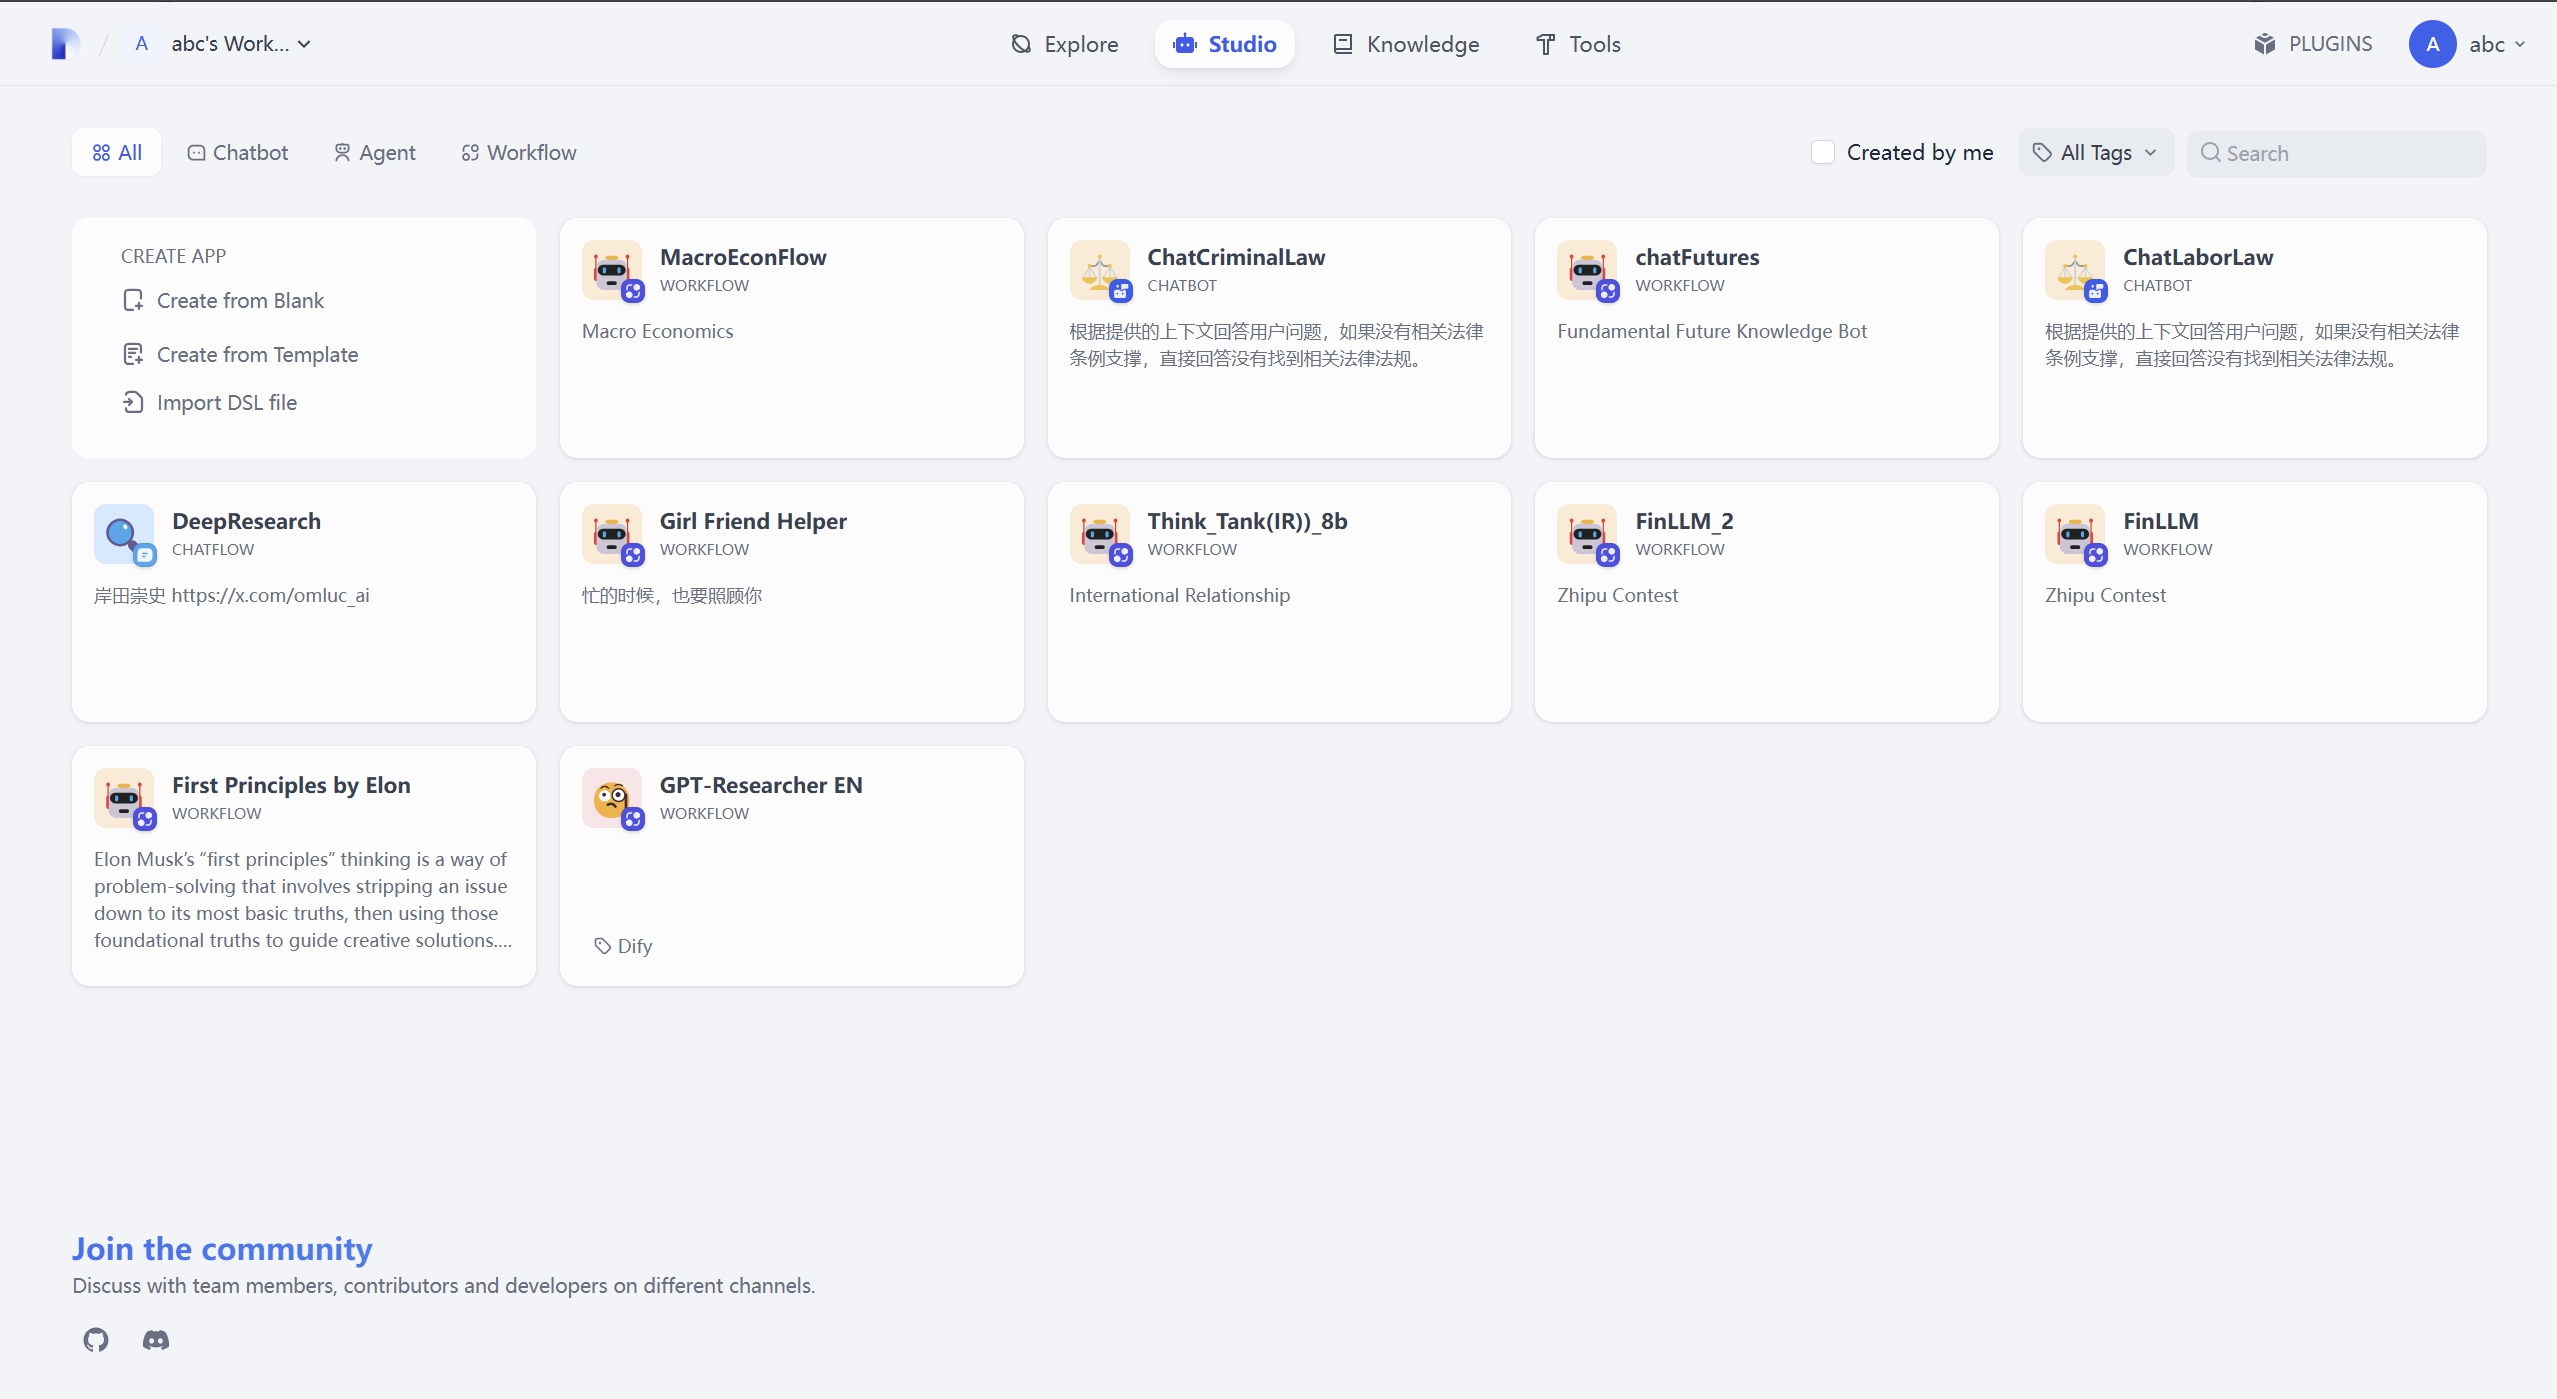 A abc's Work...
Explore
Studio
Knowledge
Tools
PLUGINS
A abc
All
Chatbot
Agent
Workflow
Created by me
All Tags
Search
CREATE APP
Create from Blank
Create from Template
Import DSL file
MacroEconFlow
WORKFLOW
Macro Economics
ChatCriminalLaw
CHATBOT
根据提供的上下文回答用户问题，如果没有相关法律
条例支撑，直接回答没有找到相关法律法规。
chatFutures
WORKFLOW
Fundamental Future Knowledge Bot
ChatLaborLaw
CHATBOT
根据提供的上下文回答用户问题，如果没有相关法律
条例支撑，直接回答没有找到相关法律法规。
DeepResearch
CHATFLOW
岸田崇史 https://x.com/omluc_ai
Girl Friend Helper
WORKFLOW
忙的时候，也要照顾你
Think_Tank(IR))_8b
WORKFLOW
International Relationship
FinLLM_2
WORKFLOW
Zhipu Contest
FinLLM
WORKFLOW
Zhipu Contest
First Principles by Elon
WORKFLOW
Elon Musk’s “first principles” thinking is a way of
problem-solving that involves stripping an issue
down to its most basic truths, then using those
foundational truths to guide creative solutions....
GPT-Researcher EN
WORKFLOW
Dify
Join the community
Discuss with team members, contributors and developers on different channels.